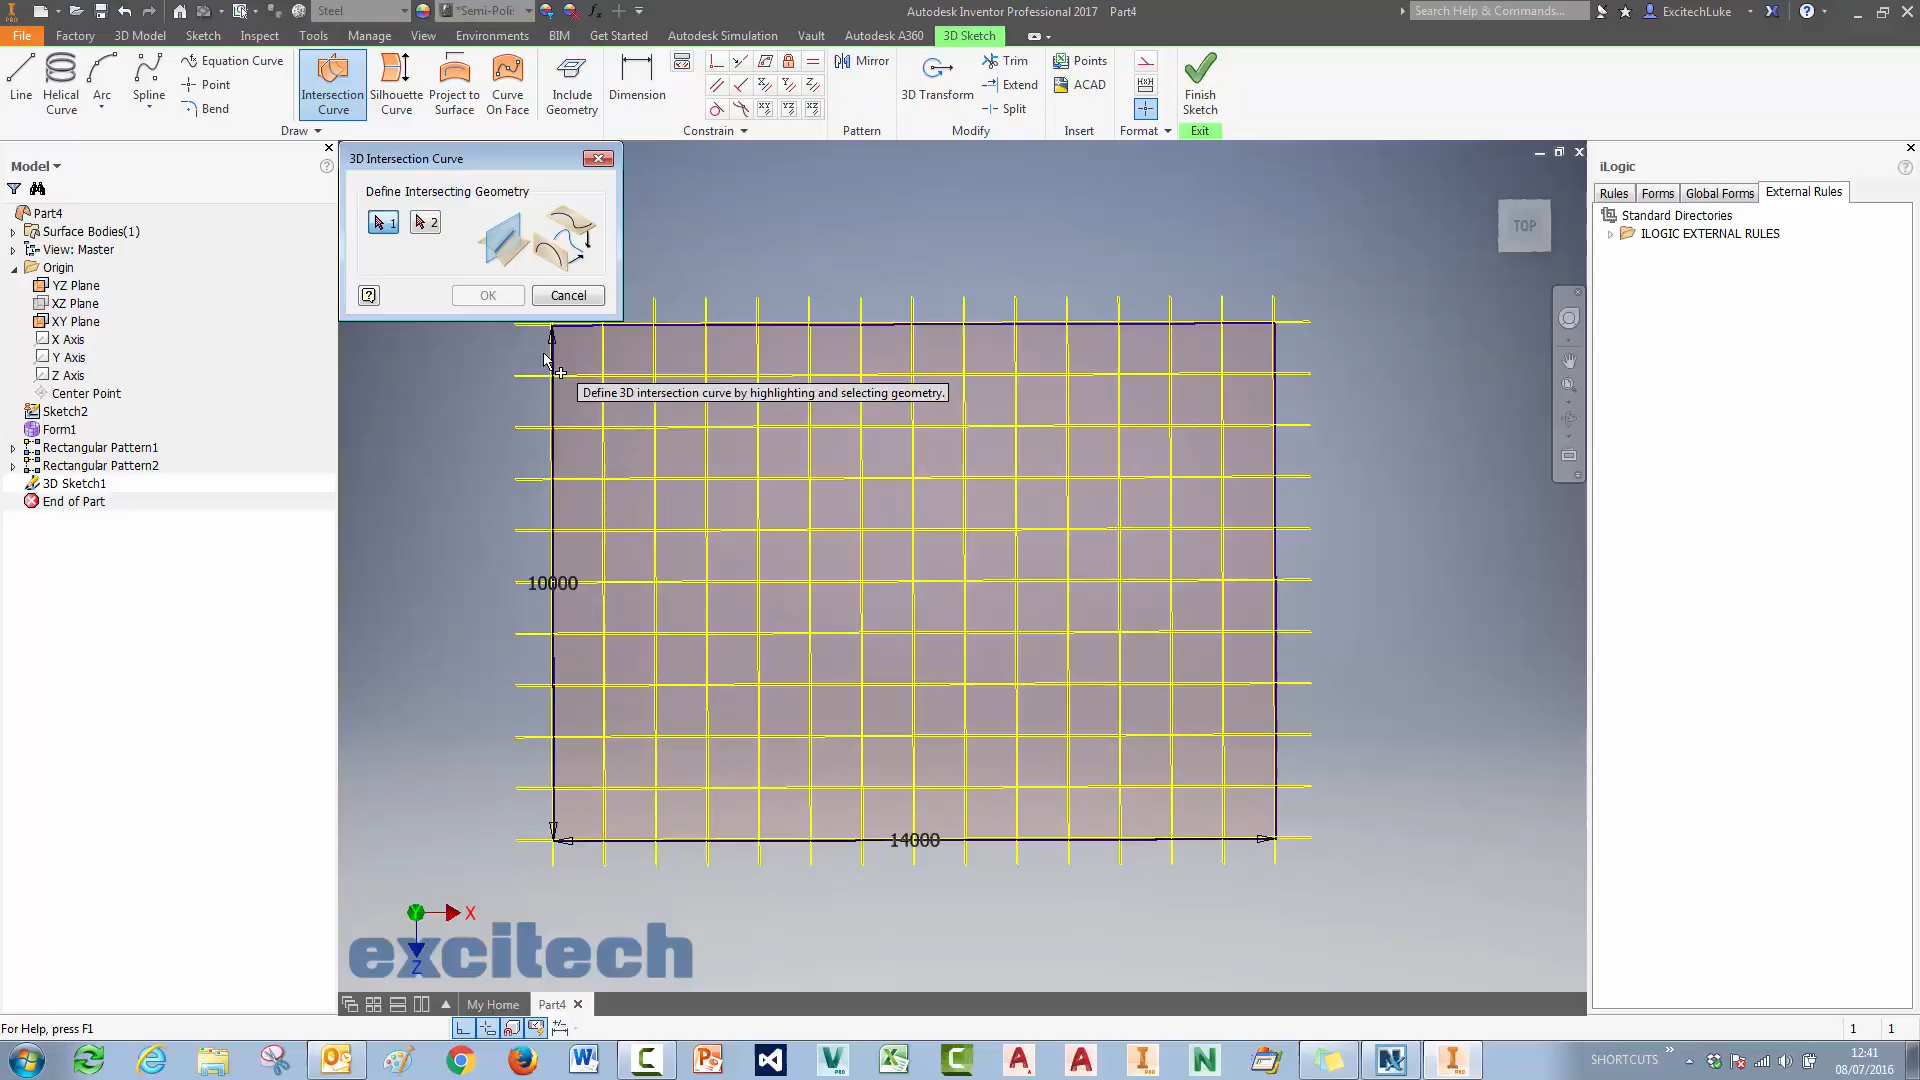 Steel
*Semi-Polis
Autodesk Inventor Professional 2017 Part4
Search Help & Commands...
ExcitechLuke
File Factory 3D Model Sketch Inspect Tools Manage View Environments BIM Get Started Autodesk Simulation Vault Autodesk A360 3D Sketch
Line
Helical Curve
Arc
Spline
Equation Curve
Point
Bend
Intersection Curve
Silhouette Curve
Project to Surface
Curve On Face
Include Geometry
Dimension
Mirror
3D Transform
Trim
Extend
Split
Points
ACAD
Finish Sketch
Draw
Constrain
Pattern
Modify
Insert
Format
Exit
Model
Part4
Surface Bodies(1)
View: Master
Origin
YZ Plane
XZ Plane
XY Plane
X Axis
Y Axis
Z Axis
Center Point
Sketch2
Form1
Rectangular Pattern1
Rectangular Pattern2
3D Sketch1
End of Part
3D Intersection Curve
Define Intersecting Geometry
1 2
OK Cancel
Define 3D intersection curve by highlighting and selecting geometry.
10000
14000
TOP
X
Z
excitech
iLogic
Rules Forms Global Forms External Rules
Standard Directories
ILOGIC EXTERNAL RULES
My Home Part4
For Help, press F1
1 1
SHORTCUTS
12:41
08/07/2016